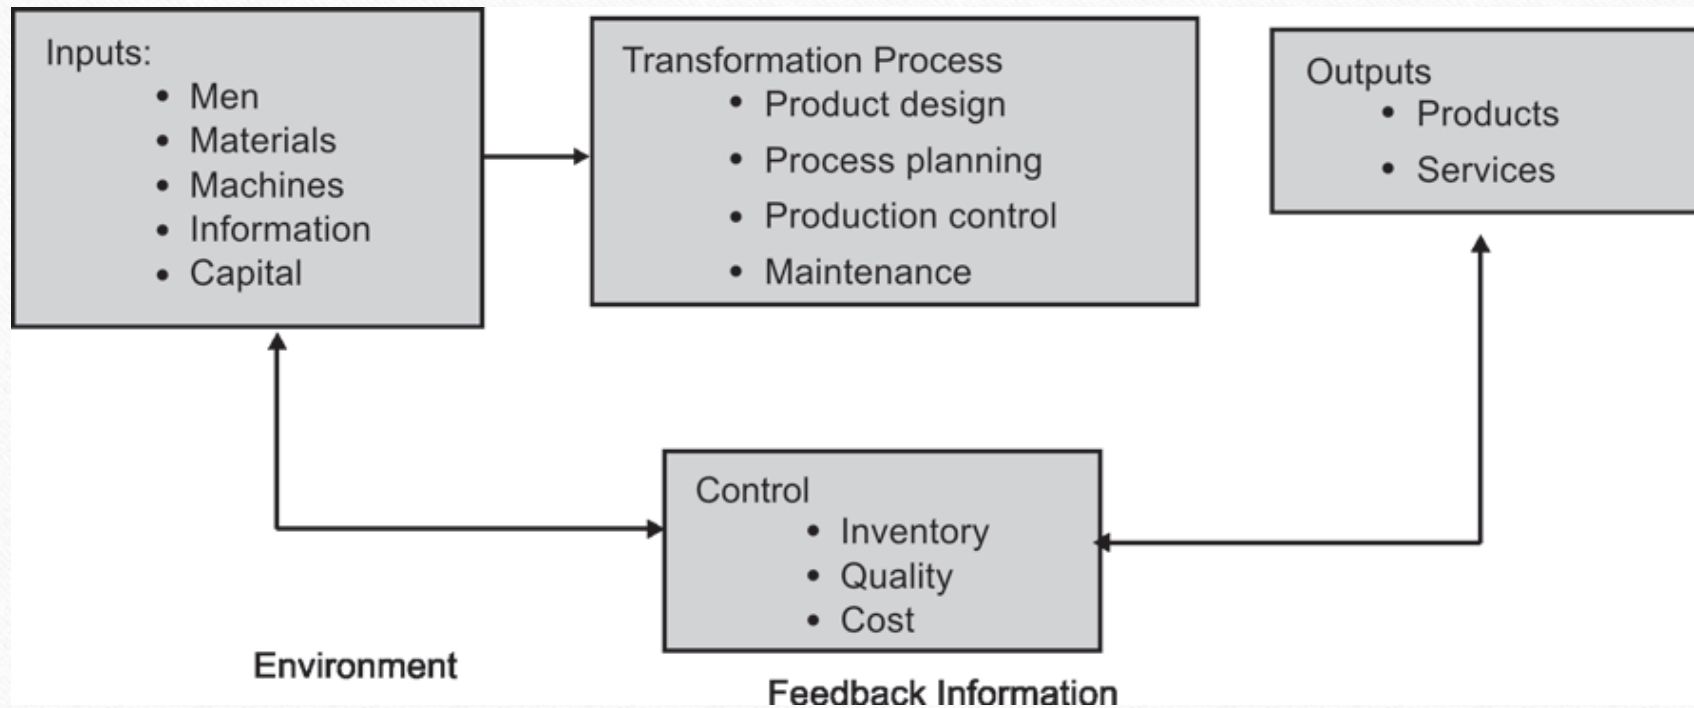 Inputs:
• Men
• Materials
• Machines
• Information
• Capital
Transformation Process
• Product design
• Process planning
• Production control
• Maintenance
Outputs
• Products
• Services
Control
• Inventory
• Quality
• Cost
Environment
Feedback Information